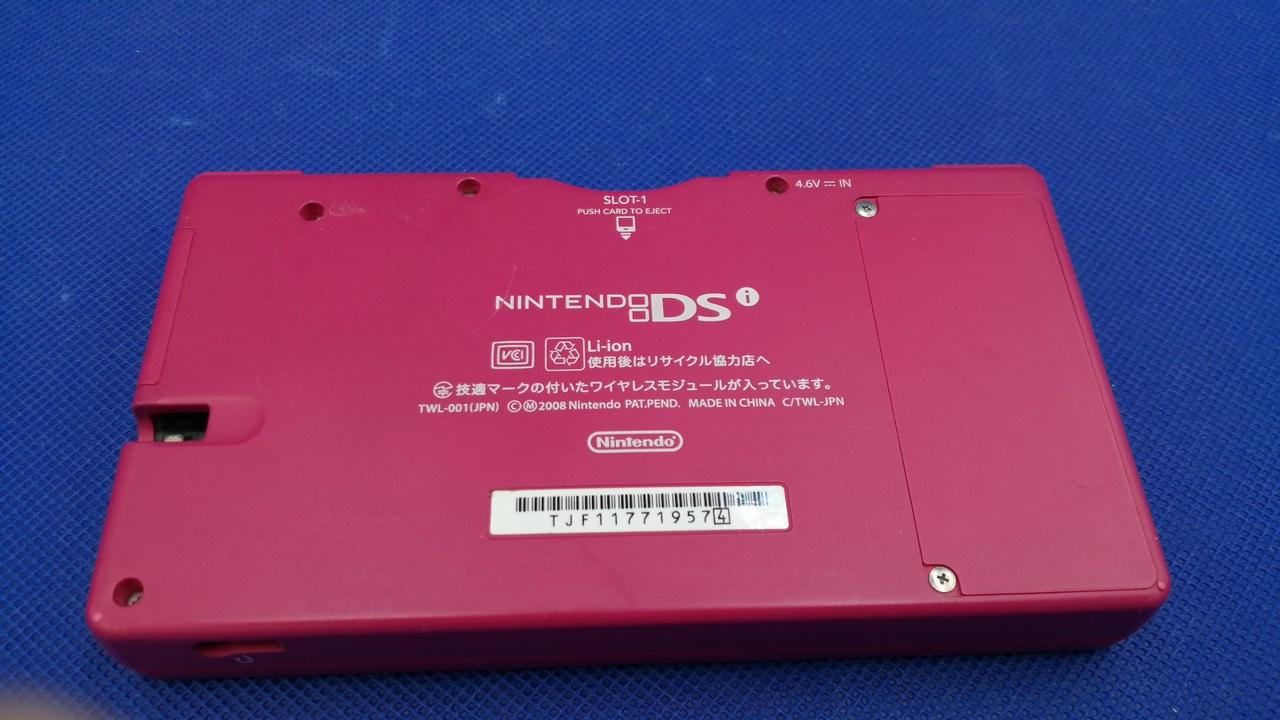 4.6V ⎓ IN
SLOT-1
PUSH CARD TO EJECT
NINTENDO DS i
VCI
Li-ion
使用後はリサイクル協力店へ
技適マークの付いたワイヤレスモジュールが入っています。
TWL-001(JPN) ⒸⓂ2008 Nintendo PAT.PEND. MADE IN CHINA C/TWL-JPN
Nintendo
TJF117719574